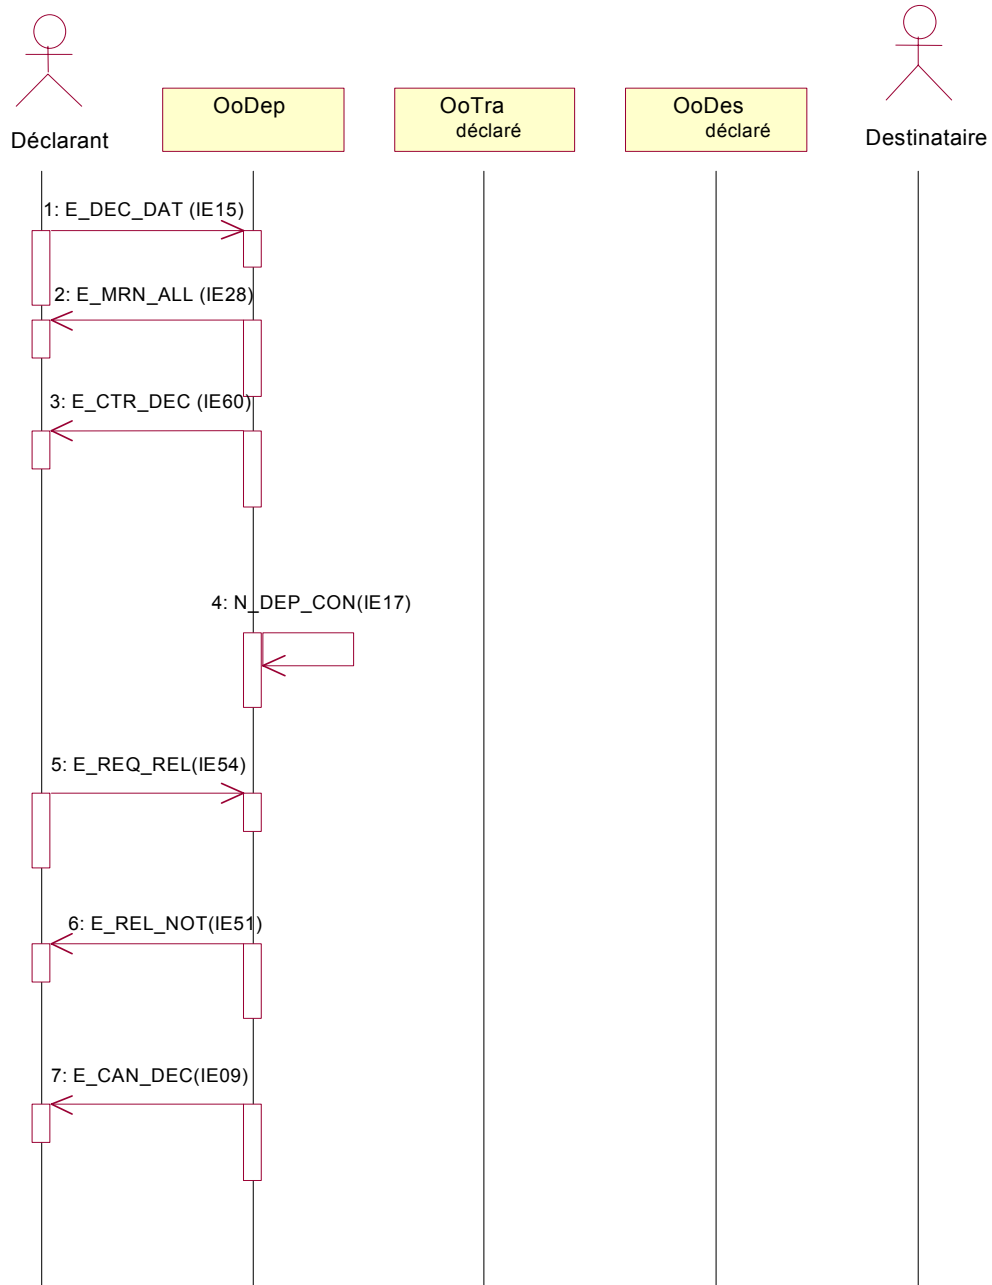 Déclarant
OoDep
OoTra
déclaré
OoDes
déclaré
Destinataire
1: E_DEC_DAT (IE15)
2: E_MRN_ALL (IE28)
3: E_CTR_DEC (IE60)
4: N_DEP_CON(IE17)
5: E_REQ_REL(IE54)
6: E_REL_NOT(IE51)
7: E_CAN_DEC(IE09)